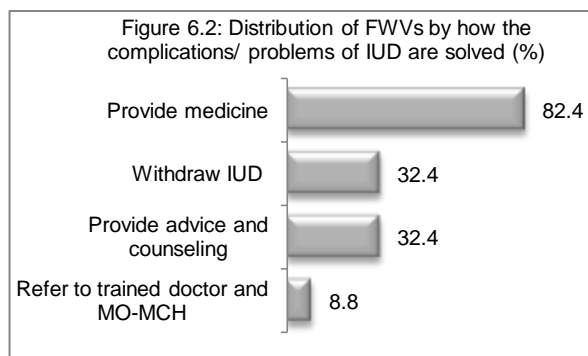 Figure 6.2: Distribution of FWVs by how the
complications/ problems of IUD are solved (%)
Provide medicine
82.4
Withdraw IUD
32.4
Provide advice and
counseling
32.4
Refer to trained doctor and
MO-MCH
8.8